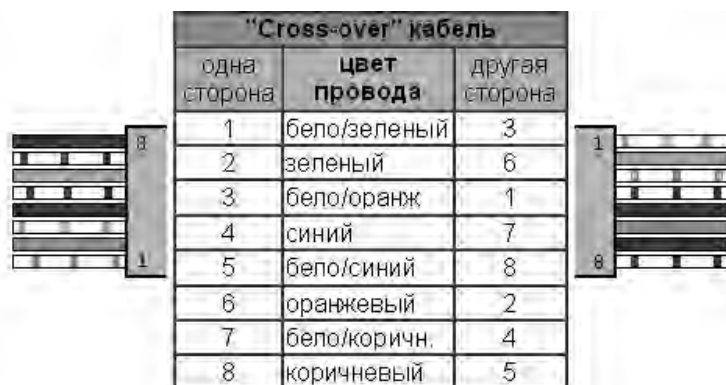 "Cross-over" кабель
одна сторона цвет провода другая сторона
1 бело/зеленый 3
2 зеленый 6
3 бело/оранж 1
4 синий 7
5 бело/синий 8
6 оранжевый 2
7 бело/коричн. 4
8 коричневый 5
8
1
1
8